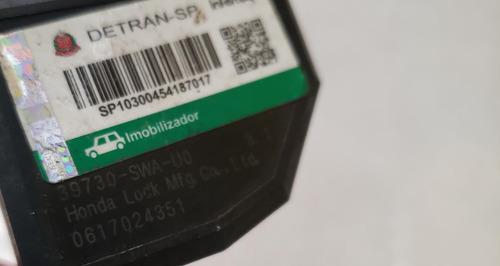 DETRAN-SP
SP10300454187017
Imobilizador
39730-SWA-U0
Honda Lock Mfg.Co.,Ltd.
0617024351